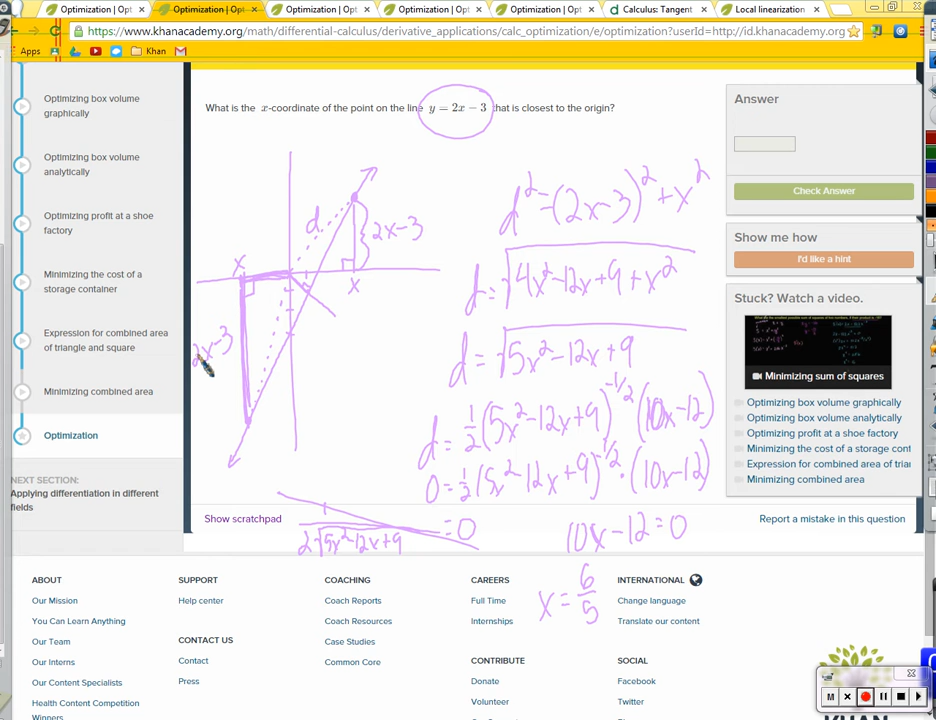 Optimization | Opt
Optimization | Opt
Optimization | Opt
Optimization | Opt
Optimization | Opt
Calculus: Tangent
Local linearization
https://www.khanacademy.org/math/differential-calculus/derivative_applications/calc_optimization/e/optimization?userId=http://id.khanacademy.org
Apps
Khan
Optimizing box volume
graphically
Optimizing box volume
analytically
Optimizing profit at a shoe
factory
Minimizing the cost of a
storage container
Expression for combined area
of triangle and square
Minimizing combined area
Optimization
NEXT SECTION:
Applying differentiation in different
fields
What is the x-coordinate of the point on the line y = 2x − 3 that is closest to the origin?
d
2x-3
x
x
2x-3
d² = (2x-3)² + x²
d = √4x²-12x+9+x²
d = √5x²-12x+9
d = 1/2 (5x²-12x+9)^-1/2 (10x-12)
0 = 1/2 (5x²-12x+9)^-1/2 · (10x-12)
1/2√5x²-12x+9 = 0
10x-12=0
x = 6/5
Show scratchpad
Report a mistake in this question
Answer
Check Answer
Show me how
I'd like a hint
Stuck? Watch a video.
Minimizing sum of squares
Optimizing box volume graphically
Optimizing box volume analytically
Optimizing profit at a shoe factory
Minimizing the cost of a storage cont
Expression for combined area of triar
Minimizing combined area
ABOUT
Our Mission
You Can Learn Anything
Our Team
Our Interns
Our Content Specialists
Health Content Competition
Winners
SUPPORT
Help center
CONTACT US
Contact
Press
COACHING
Coach Reports
Coach Resources
Case Studies
Common Core
CAREERS
Full Time
Internships
CONTRIBUTE
Donate
Volunteer
INTERNATIONAL
Change language
Translate our content
SOCIAL
Facebook
Twitter
M
KHAN